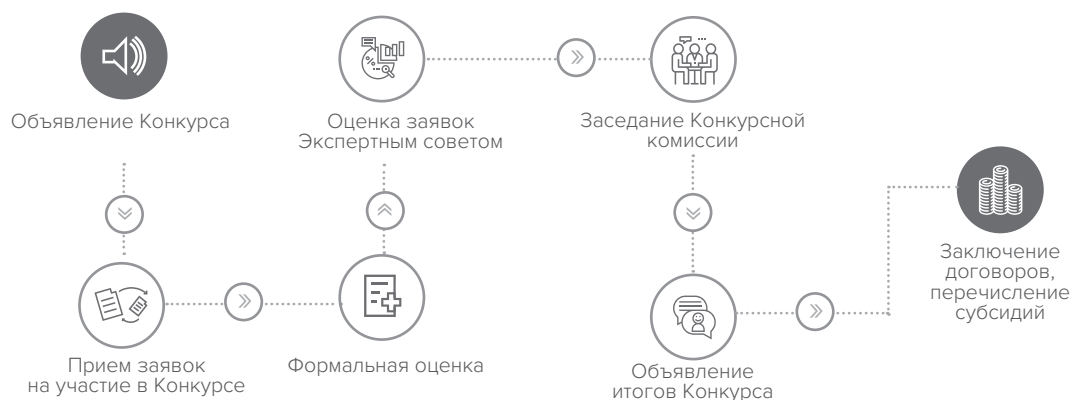 Объявление Конкурса
Прием заявок
на участие в Конкурсе
Формальная оценка
Оценка заявок
Экспертным советом
Заседание Конкурсной
комиссии
Объявление
итогов Конкурса
Заключение
договоров,
перечисление
субсидий